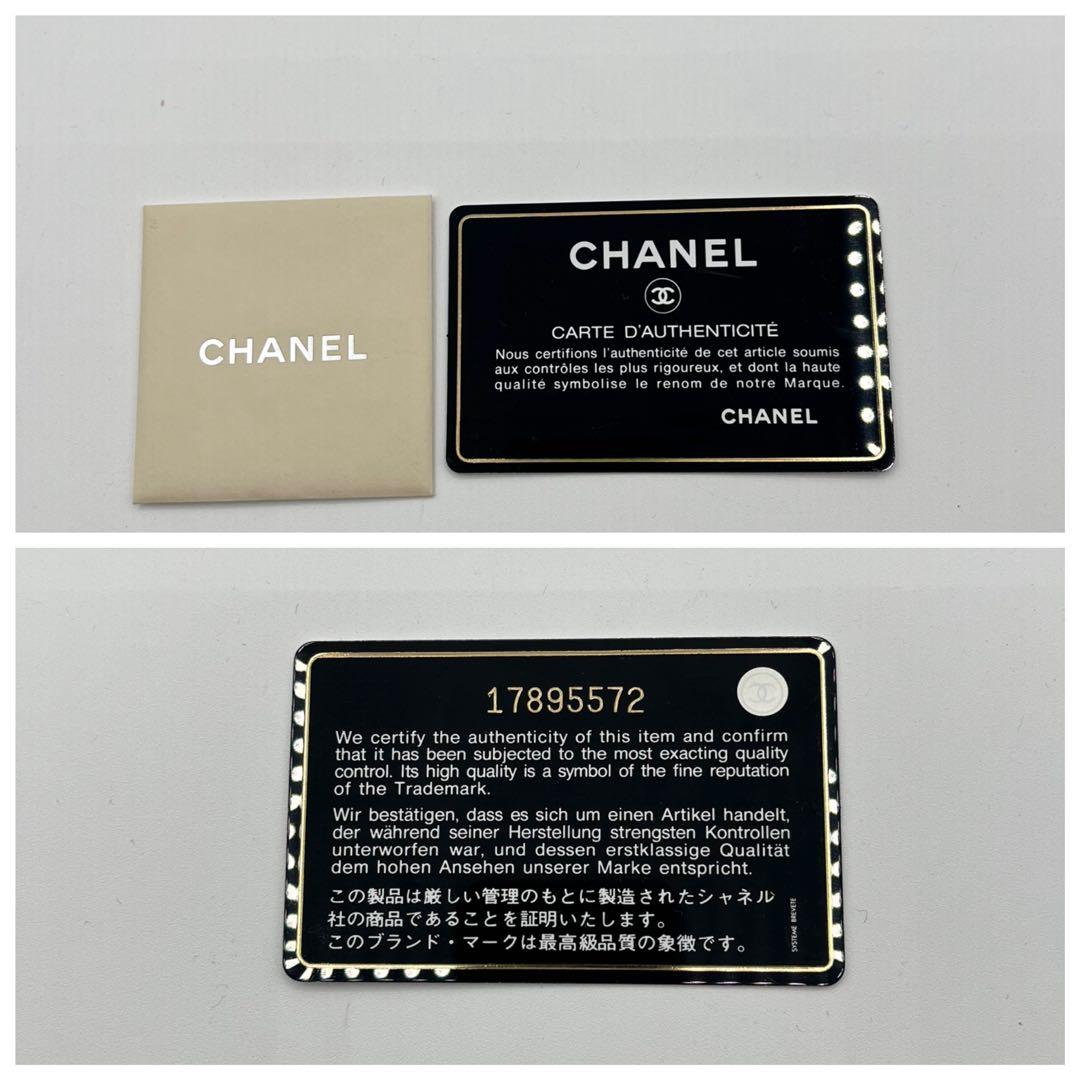 CHANEL
CHANEL
CARTE D'AUTHENTICITÉ
Nous certifions l'authenticité de cet article soumis
aux contrôles les plus rigoureux, et dont la haute
qualité symbolise le renom de notre Marque.
CHANEL
17895572
We certify the authenticity of this item and confirm
that it has been subjected to the most exacting quality
control. Its high quality is a symbol of the fine reputation
of the Trademark.
Wir bestätigen, dass es sich um einen Artikel handelt,
der während seiner Herstellung strengsten Kontrollen
unterworfen war, und dessen erstklassige Qualität
dem hohen Ansehen unserer Marke entspricht.
この製品は厳しい管理のもとに製造されたシャネル
社の商品であることを証明いたします。
このブランド・マークは最高級品質の象徴です。
SYSTEME BREVETE